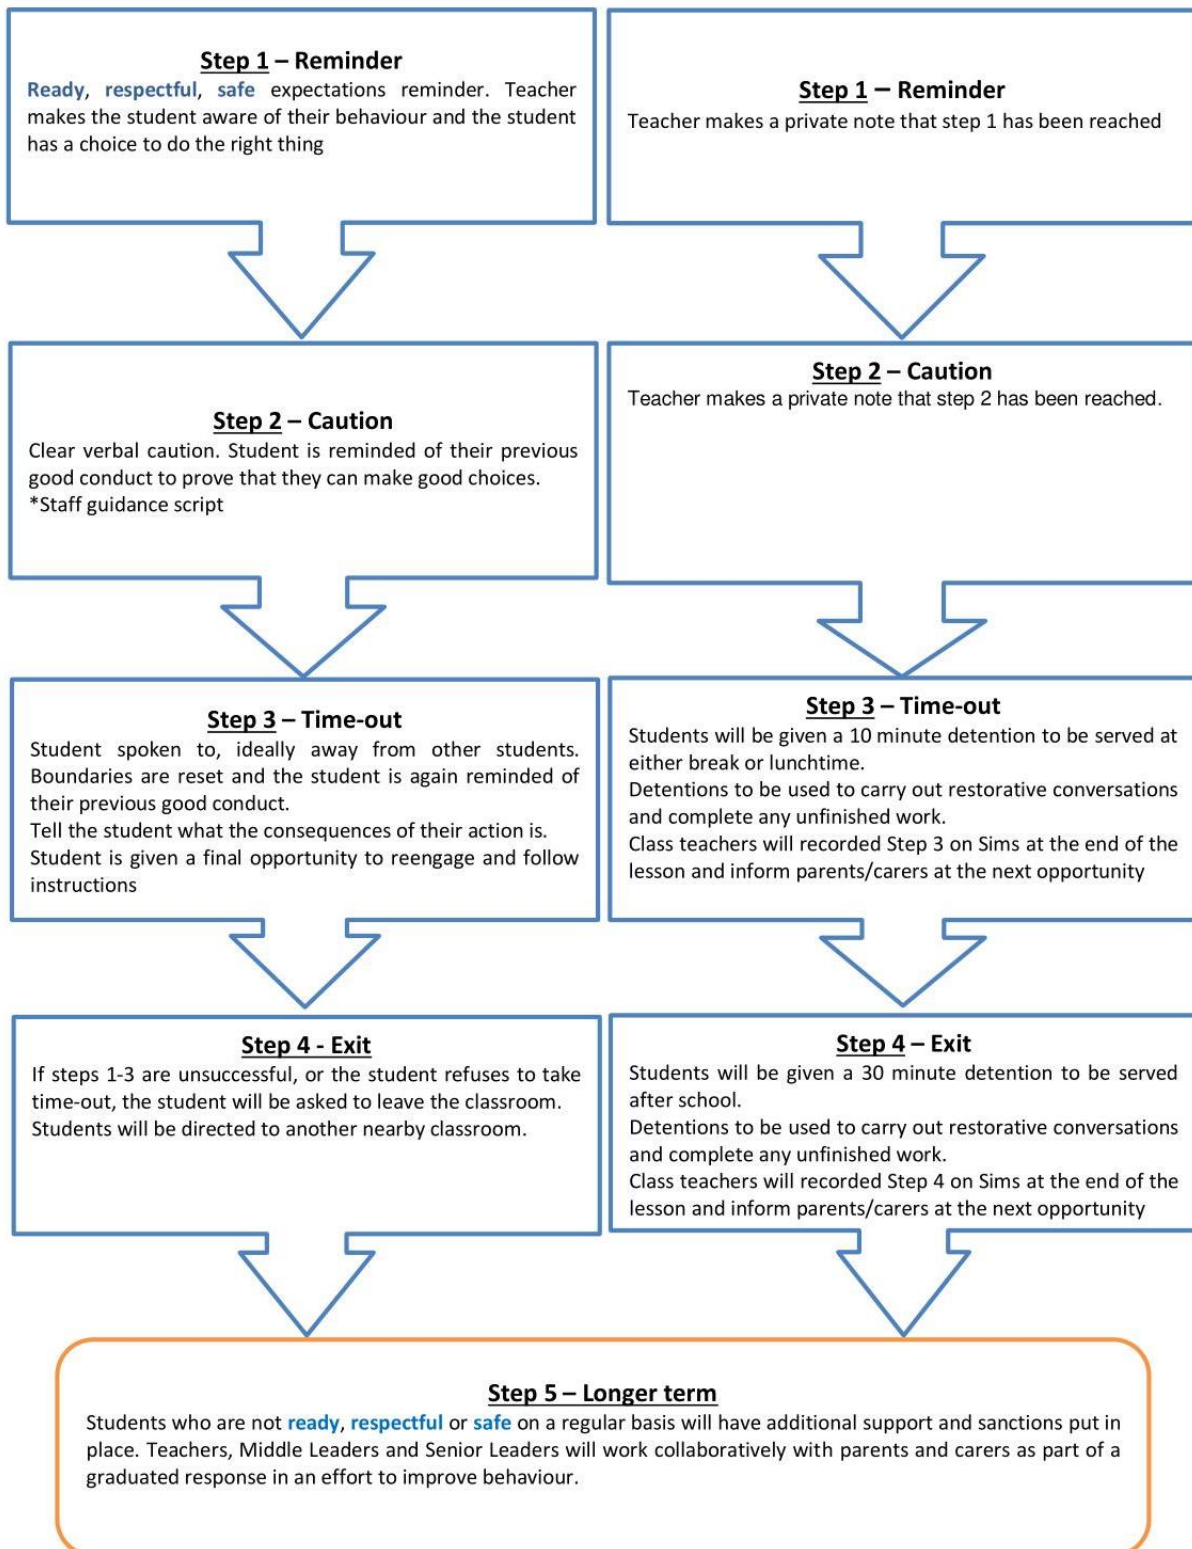 Step 1 – Reminder
Ready, respectful, safe expectations reminder. Teacher
makes the student aware of their behaviour and the student
has a choice to do the right thing
Step 1 – Reminder
Teacher makes a private note that step 1 has been reached
Step 2 – Caution
Clear verbal caution. Student is reminded of their previous
good conduct to prove that they can make good choices.
*Staff guidance script
Step 2 – Caution
Teacher makes a private note that step 2 has been reached.
Step 3 – Time-out
Student spoken to, ideally away from other students.
Boundaries are reset and the student is again reminded of
their previous good conduct.
Tell the student what the consequences of their action is.
Student is given a final opportunity to reengage and follow
instructions
Step 3 – Time-out
Students will be given a 10 minute detention to be served at
either break or lunchtime.
Detentions to be used to carry out restorative conversations
and complete any unfinished work.
Class teachers will recorded Step 3 on Sims at the end of the
lesson and inform parents/carers at the next opportunity
Step 4 - Exit
If steps 1-3 are unsuccessful, or the student refuses to take
time-out, the student will be asked to leave the classroom.
Students will be directed to another nearby classroom.
Step 4 – Exit
Students will be given a 30 minute detention to be served
after school.
Detentions to be used to carry out restorative conversations
and complete any unfinished work.
Class teachers will recorded Step 4 on Sims at the end of the
lesson and inform parents/carers at the next opportunity
Step 5 – Longer term
Students who are not ready, respectful or safe on a regular basis will have additional support and sanctions put in
place. Teachers, Middle Leaders and Senior Leaders will work collaboratively with parents and carers as part of a
graduated response in an effort to improve behaviour.